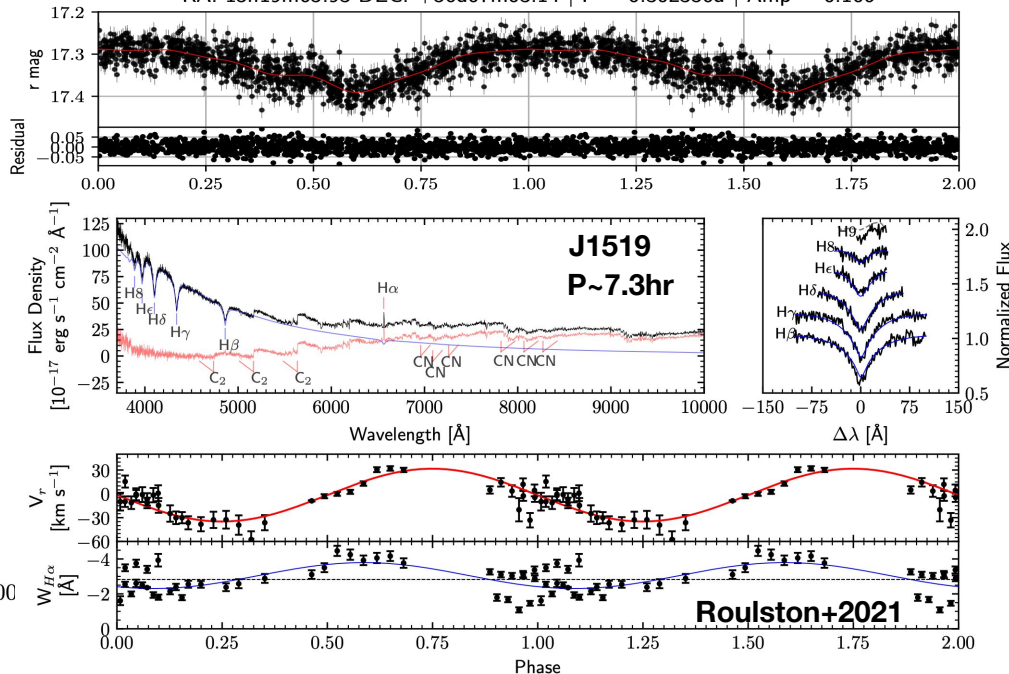 DEC: | P | Amp
17.2
17.3
17.4
r mag
0.05
0.00
−0.05
Residual
0.00 0.25 0.50 0.75 1.00 1.25 1.50 1.75 2.00
125
100
75
50
25
0
−25
Flux Density
[10⁻¹⁷ erg s⁻¹ cm⁻² Å⁻¹]
J1519
P~7.3hr
H8
Hϵ
Hδ
Hγ
Hβ
Hα
C₂ C₂ C₂
CN CN CN CN CN CN
4000 5000 6000 7000 8000 9000 10000
Wavelength [Å]
H9
H8
Hϵ
Hδ
Hγ
Hβ
2.0
1.5
1.0
0.5
Normalized Flux
−150 −75 0 75 150
Δλ [Å]
30
0
−30
−60
Vᵣ
[km s⁻¹]
−4
−2
0
W_Hα
[Å]
Roulston+2021
0.00 0.25 0.50 0.75 1.00 1.25 1.50 1.75 2.00
Phase